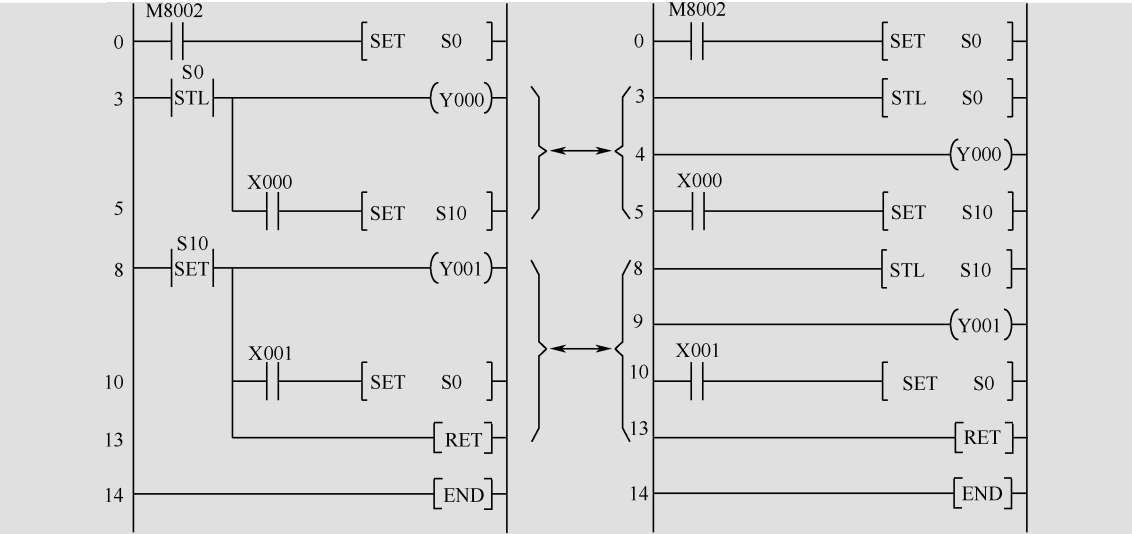 M8002
0 SET S0
S0
3 STL Y000
X000
5 SET S10
S10
8 SET Y001
X001
10 SET S0
13 RET
14 END
M8002
0 SET S0
3 STL S0
4 Y000
X000
5 SET S10
8 STL S10
9 Y001
X001
10 SET S0
13 RET
14 END